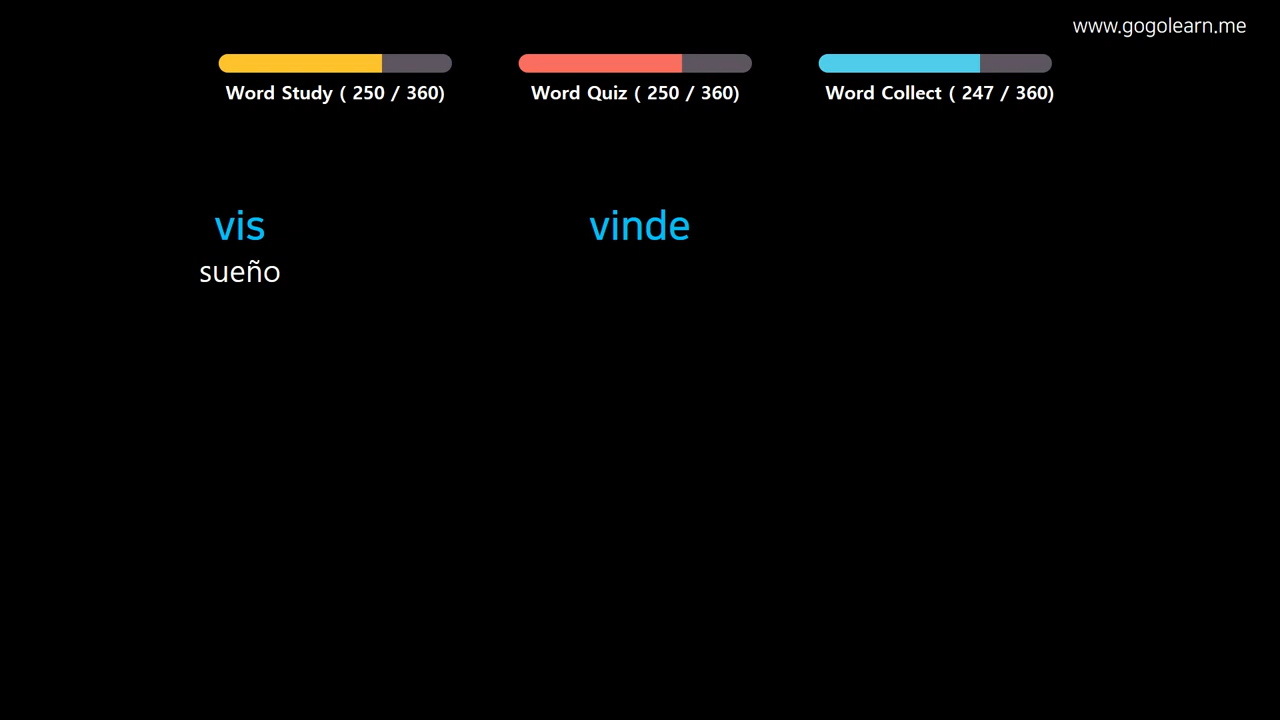 www.gogolearn.me
Word Study ( 250 / 360)
Word Quiz ( 250 / 360)
Word Collect ( 247 / 360)
vis
sueño
vinde